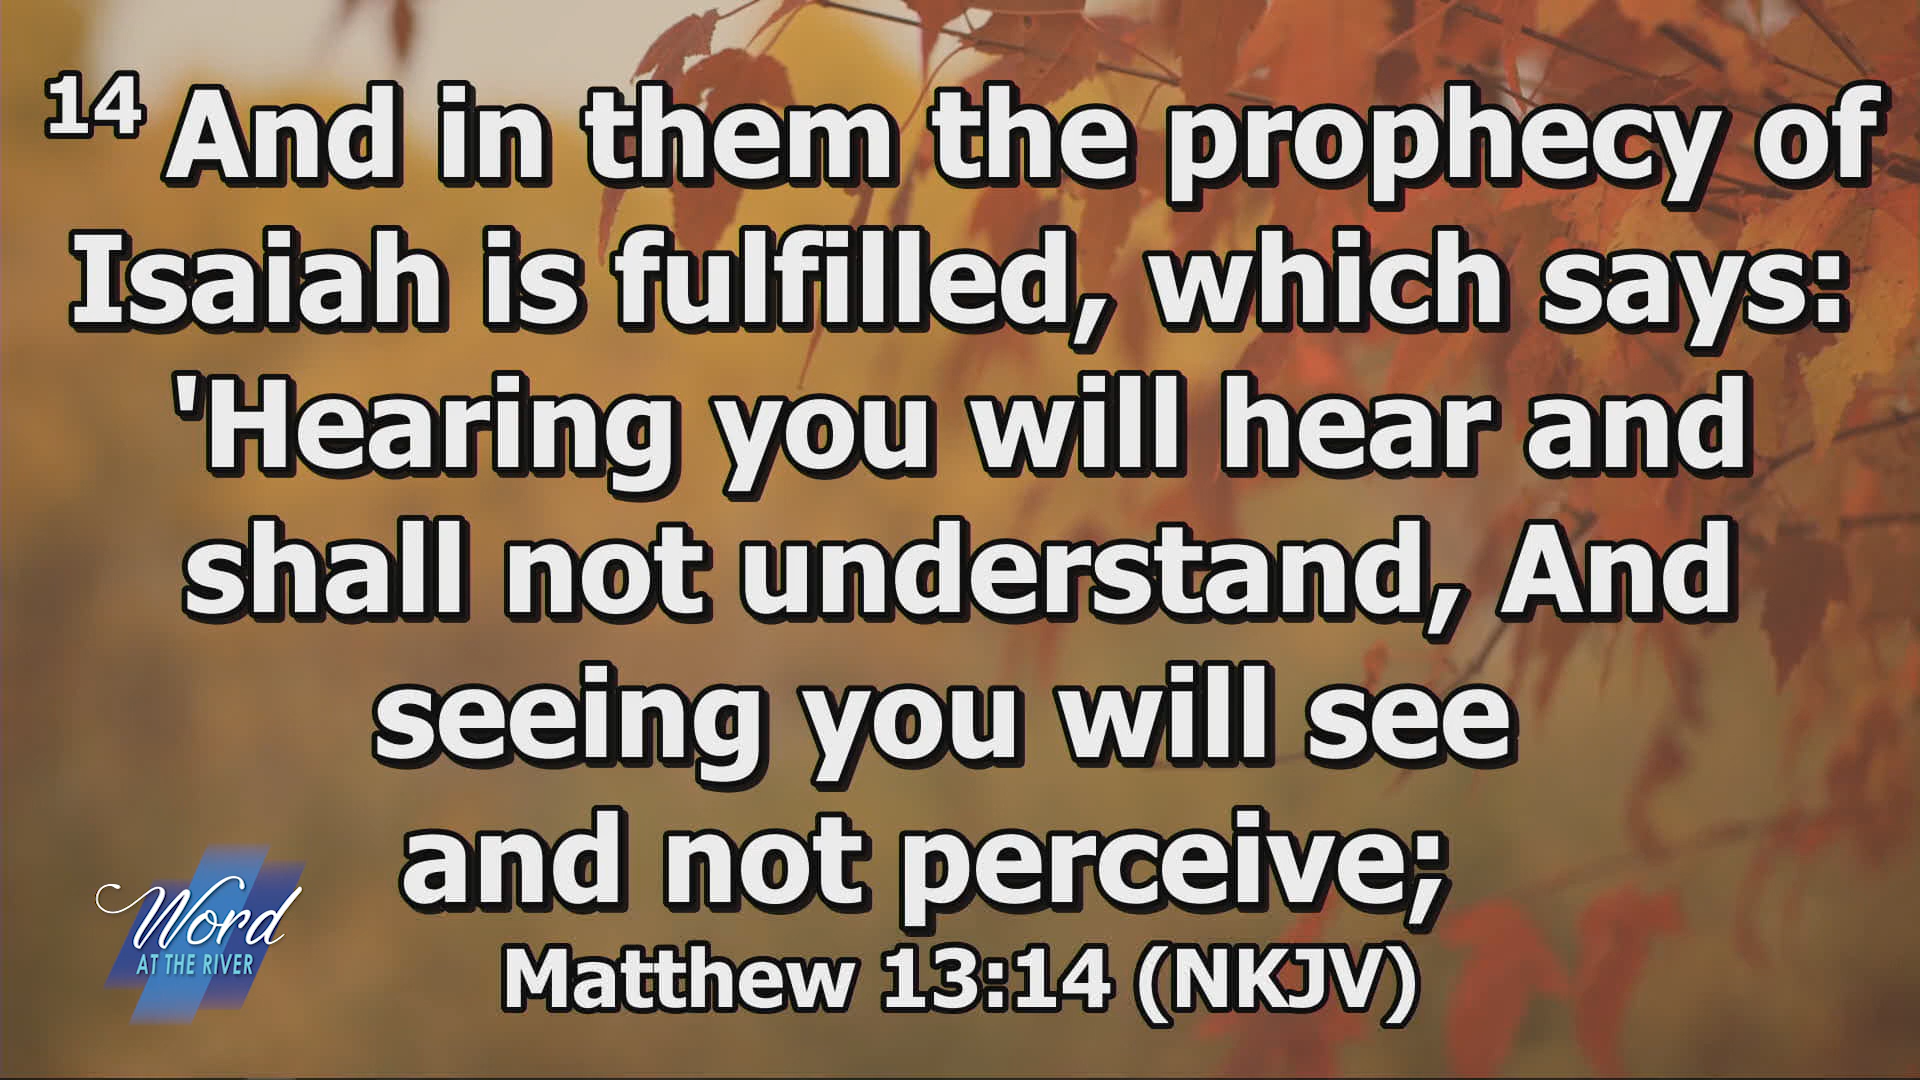 14 And in them the prophecy of
Isaiah is fulfilled, which says:
'Hearing you will hear and
shall not understand, And
seeing you will see
and not perceive;
Matthew 13:14 (NKJV)
Word
AT THE RIVER